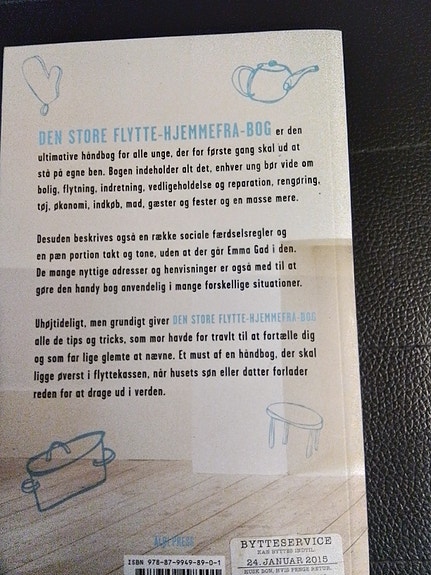 DEN STORE FLYTTE-HJEMMEFRA-BOG er den
ultimative håndbog for alle unge, der for første gang skal ud at
stå på egne ben. Bogen indeholder alt det, enhver ung bør vide om
bolig, flytning, indretning, vedligeholdelse og reparation, rengøring,
tøj, økonomi, indkøb, mad, gæster og fester og en masse mere.
Desuden beskrives også en række sociale færdselsregler og
en pæn portion takt og tone, uden at der går Emma Gad i den.
De mange nyttige adresser og henvisninger er også med til at
gøre den handy bog anvendelig i mange forskellige situationer.
Uhøjtideligt, men grundigt giver DEN STORE FLYTTE-HJEMMEFRA-BOG
alle de tips og tricks, som mor havde for travlt til at fortælle dig
og som far lige glemte at nævne. Et must af en håndbog, der skal
ligge øverst i flyttekassen, når husets søn eller datter forlader
reden for at drage ud i verden.
ALBEPRESS
ISBN 978-87-9949-89-0-1
BYTTESERVICE
KAN BYTTES INDTIL:
24. JANUAR 2015
HUSK BON, HVIS PENGE RETUR.